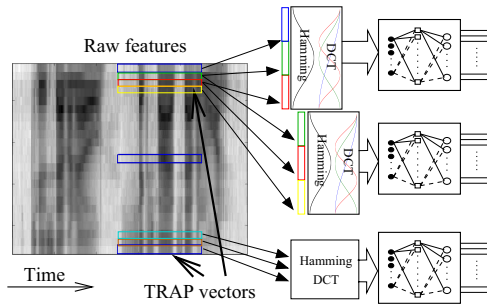 Raw features
Hamming
DCT
Hamming
DCT
Hamming
DCT
Time
TRAP vectors